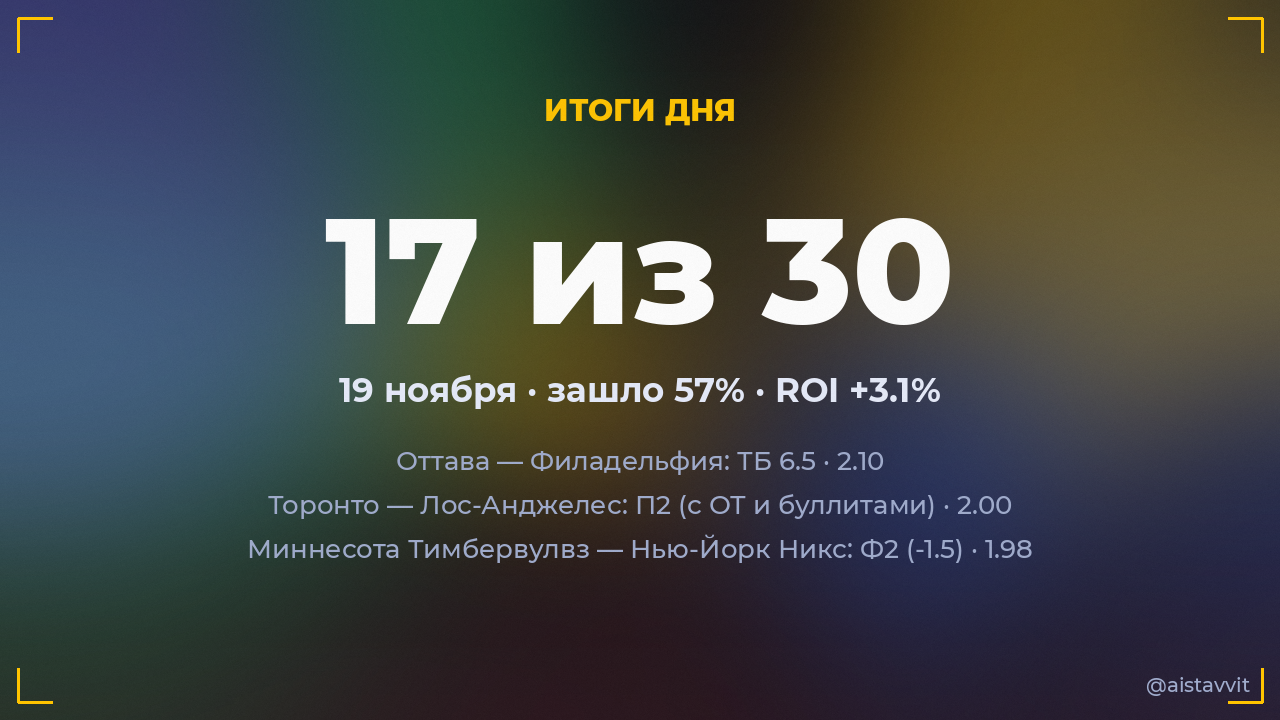 ИТОГИ ДНЯ
17 из 30
19 ноября · зашло 57% · ROI +3.1%
Оттава — Филадельфия: ТБ 6.5 · 2.10
Торонто — Лос-Анджелес: П2 (с ОТ и буллитами) · 2.00
Миннесота Тимбервулвз — Нью-Йорк Никс: Ф2 (-1.5) · 1.98
@aistavvit